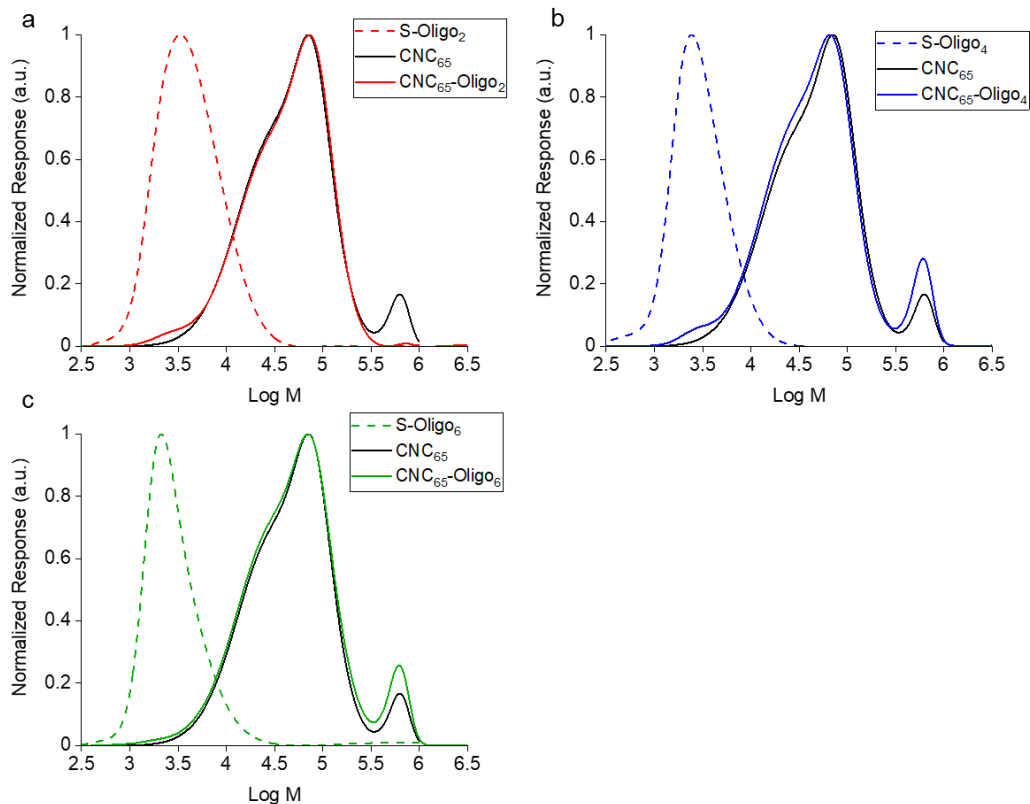 a
Normalized Response (a.u.)
1
0.8
0.6
0.4
0.2
0
2.5 3 3.5 4 4.5 5 5.5 6 6.5
Log M
S-Oligo₂
CNC₆₅
CNC₆₅-Oligo₂
b
Normalized Response (a.u.)
1
0.8
0.6
0.4
0.2
0
2.5 3 3.5 4 4.5 5 5.5 6 6.5
Log M
S-Oligo₄
CNC₆₅
CNC₆₅-Oligo₄
c
Normalized Response (a.u.)
1
0.8
0.6
0.4
0.2
0
2.5 3 3.5 4 4.5 5 5.5 6 6.5
Log M
S-Oligo₆
CNC₆₅
CNC₆₅-Oligo₆